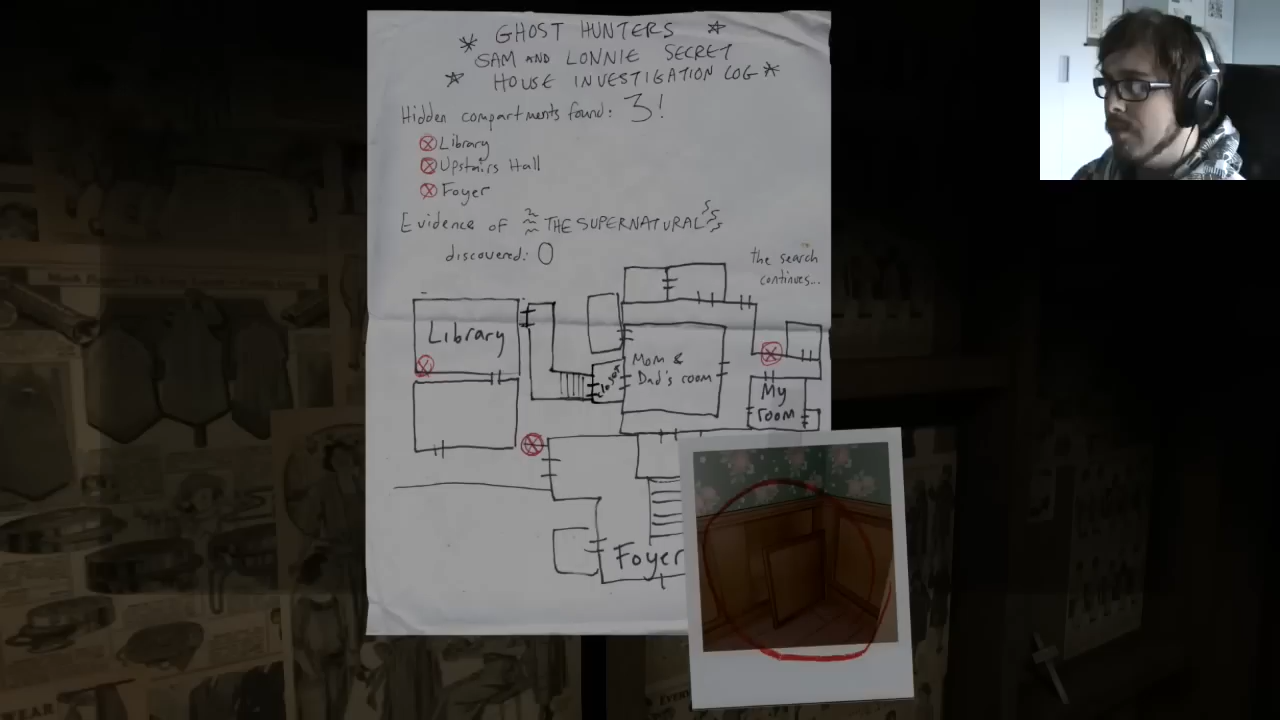 GHOST HUNTERS
SAM AND LONNIE SECRET
HOUSE INVESTIGATION LOG
Hidden compartments found: 3!
Library
Upstairs Hall
Foyer
Evidence of THE SUPERNATURAL
discovered: 0
the search
continues...
Library
closet
Mom &
Dad's room
My
room
Foyer